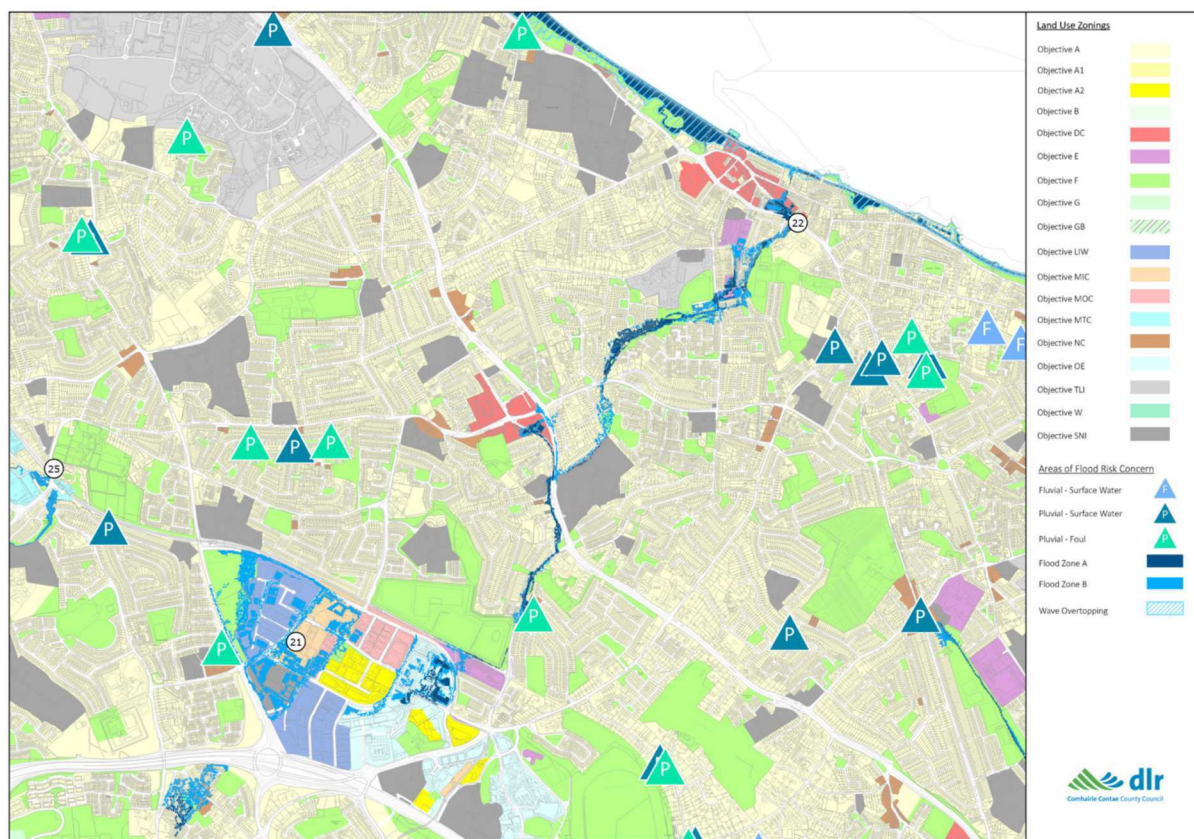 P
P
P
P
22
F
P
P
P
F
P
P
P
P
25
P
P
P
P
21
P
P
P
P
P
Land Use Zonings
Objective A
Objective A1
Objective A2
Objective B
Objective DC
Objective E
Objective F
Objective G
Objective GB
Objective LIW
Objective MIC
Objective MOC
Objective MTC
Objective NC
Objective OE
Objective TLI
Objective W
Objective SNI
Areas of Flood Risk Concern
Fluvial - Surface Water F
Pluvial - Surface Water P
Pluvial - Foul P
Flood Zone A
Flood Zone B
Wave Overtopping
dlr
Comhairle Contae County Council